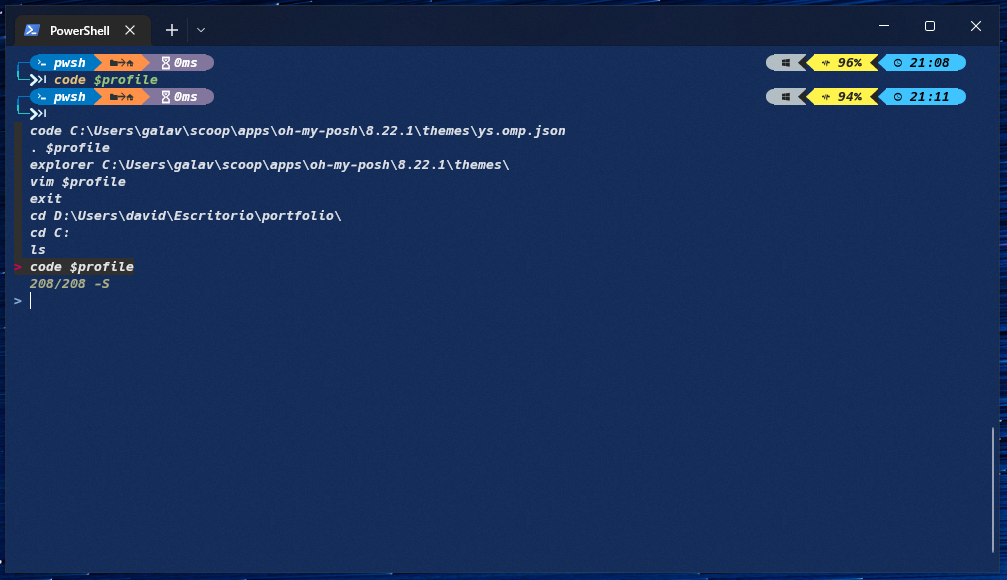 PowerShell
pwsh 0ms 96% 21:08
code $profile
pwsh 0ms 94% 21:11
code C:\Users\galav\scoop\apps\oh-my-posh\8.22.1\themes\ys.omp.json
. $profile
explorer C:\Users\galav\scoop\apps\oh-my-posh\8.22.1\themes\
vim $profile
exit
cd D:\Users\david\Escritorio\portfolio\
cd C:
ls
> code $profile
208/208 -S
>